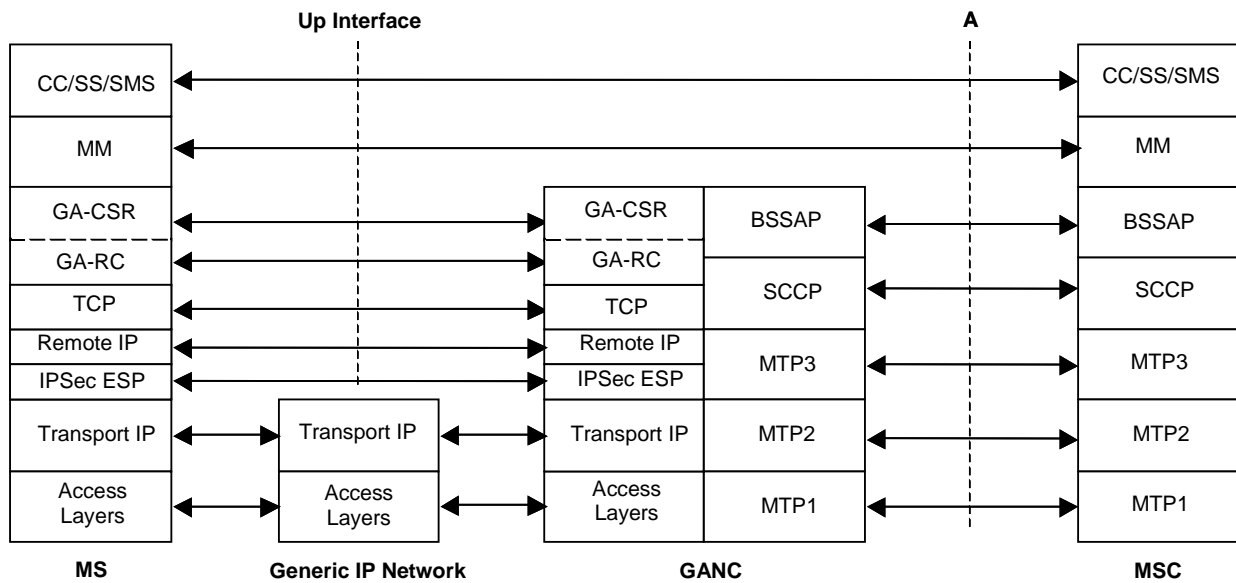 Up Interface
A
CC/SS/SMS
CC/SS/SMS
MM
MM
GA-CSR
GA-CSR
BSSAP
BSSAP
GA-RC
GA-RC
TCP
TCP
SCCP
SCCP
Remote IP
Remote IP
MTP3
MTP3
IPSec ESP
IPSec ESP
Transport IP
Transport IP
Transport IP
MTP2
MTP2
Access
Layers
Access
Layers
Access
Layers
MTP1
MTP1
MS
Generic IP Network
GANC
MSC